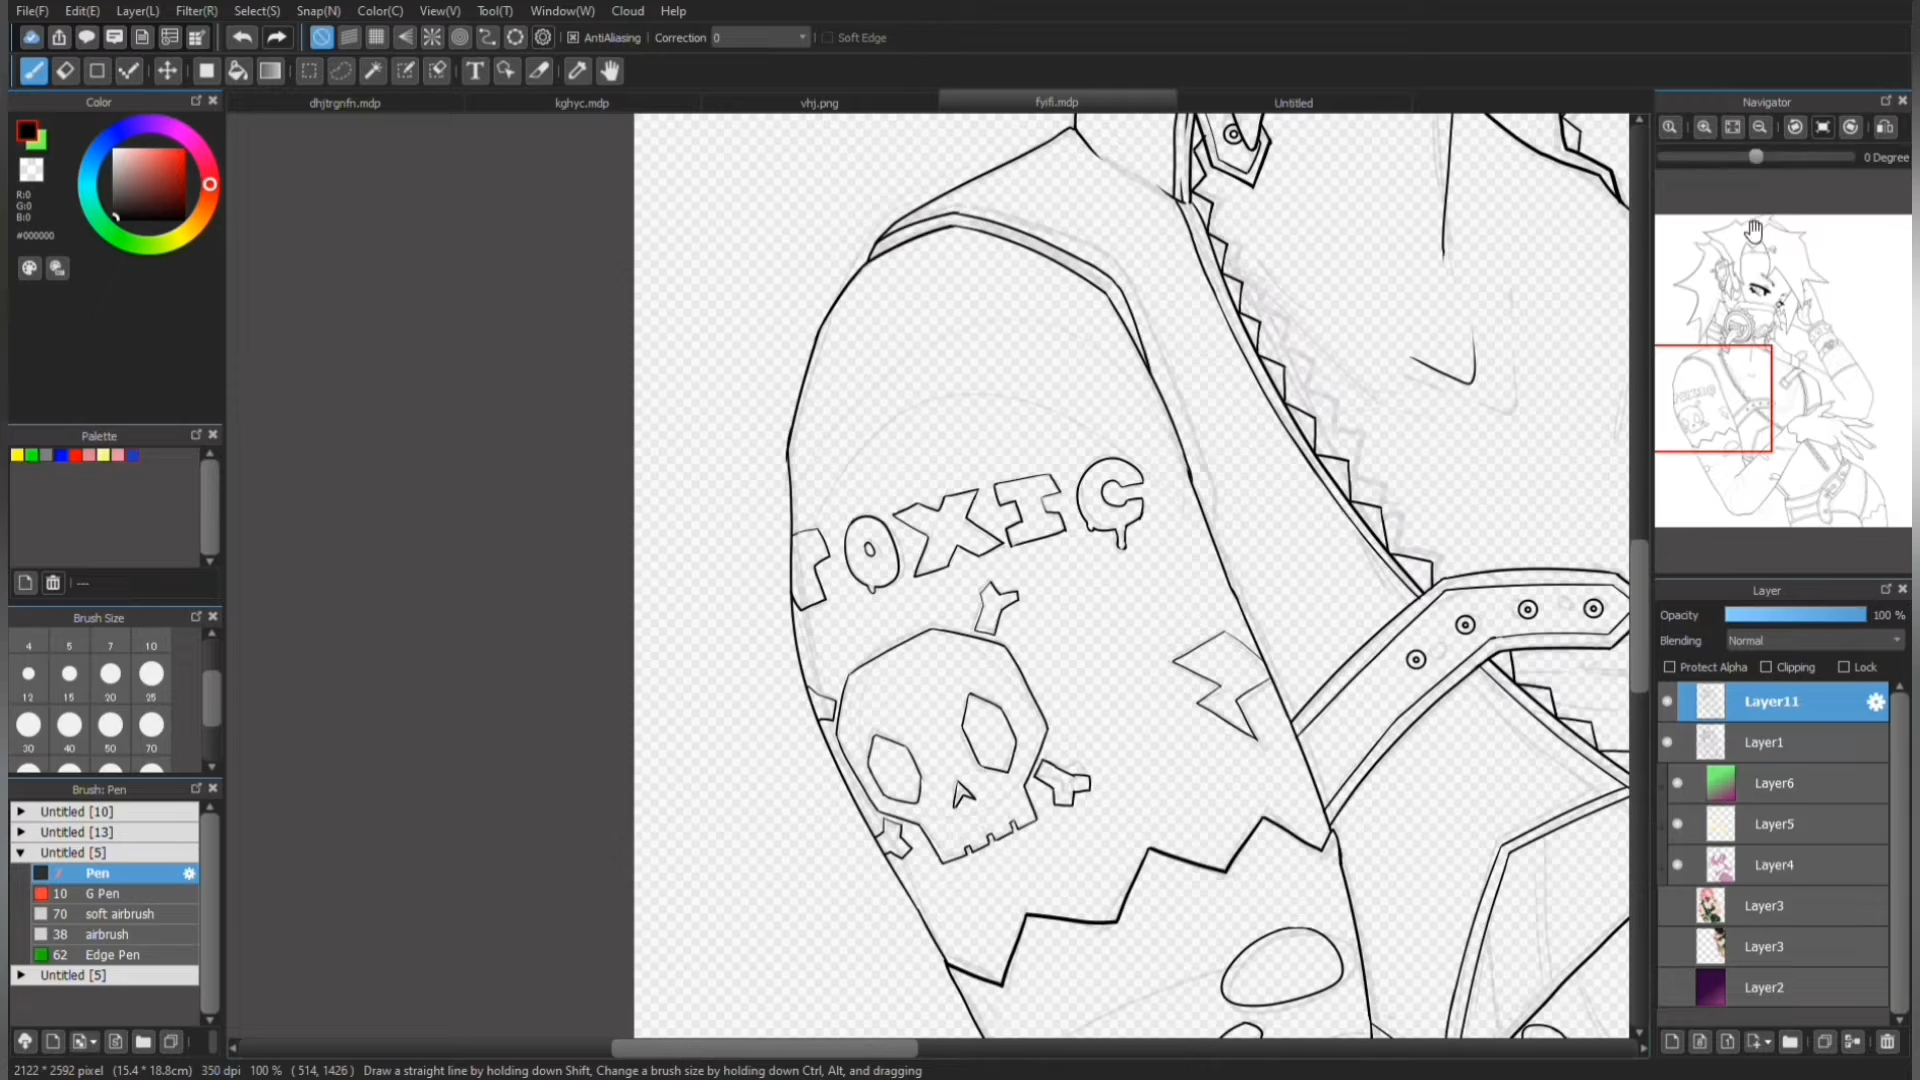 File(F) Edit(E) Layer(L) Filter(R) Select(S) Snap(N) Color(C) View(V) Tool(T) Window(W) Cloud Help
AntiAliasing Correction 0 Soft Edge
T
Color
dhjtrgnfn.mdp kghyc.mdp vhj.png fyifi.mdp Untitled
Navigator
0 Degree
R:0
G:0
B:0
#000000
Palette
---
Brush Size
4 5 7 10
12 15 20 25
30 40 50 70
Brush: Pen
Untitled [10]
Untitled [13]
Untitled [5]
Pen
10 G Pen
70 soft airbrush
38 airbrush
62 Edge Pen
Untitled [5]
TOXIC
TOXIC
Layer
Opacity 100 %
Blending Normal
Protect Alpha Clipping Lock
Layer11
Layer1
Layer6
Layer5
Layer4
Layer3
Layer3
Layer2
2122 * 2592 pixel (15.4 * 18.8cm) 350 dpi 100 % ( 514, 1426 ) Draw a straight line by holding down Shift, Change a brush size by holding down Ctrl, Alt, and dragging